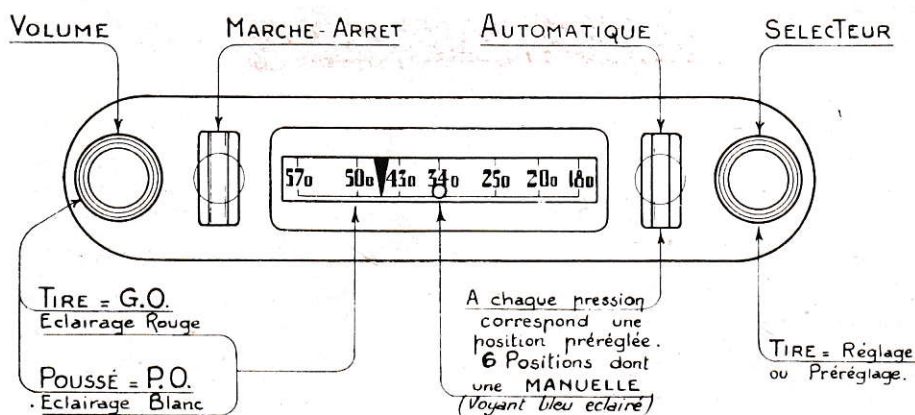 VOLUME
MARCHE-ARRET
AUTOMATIQUE
SELECTEUR
570 500 430 340 250 200 180
TIRE = G.O.
Eclairage Rouge
POUSSÉ = P.O.
Eclairage Blanc
A chaque pression
correspond une
position préréglée.
6 Positions dont
une MANUELLE
(Voyant bleu eclairé)
TIRE = Réglage
ou Préréglage.